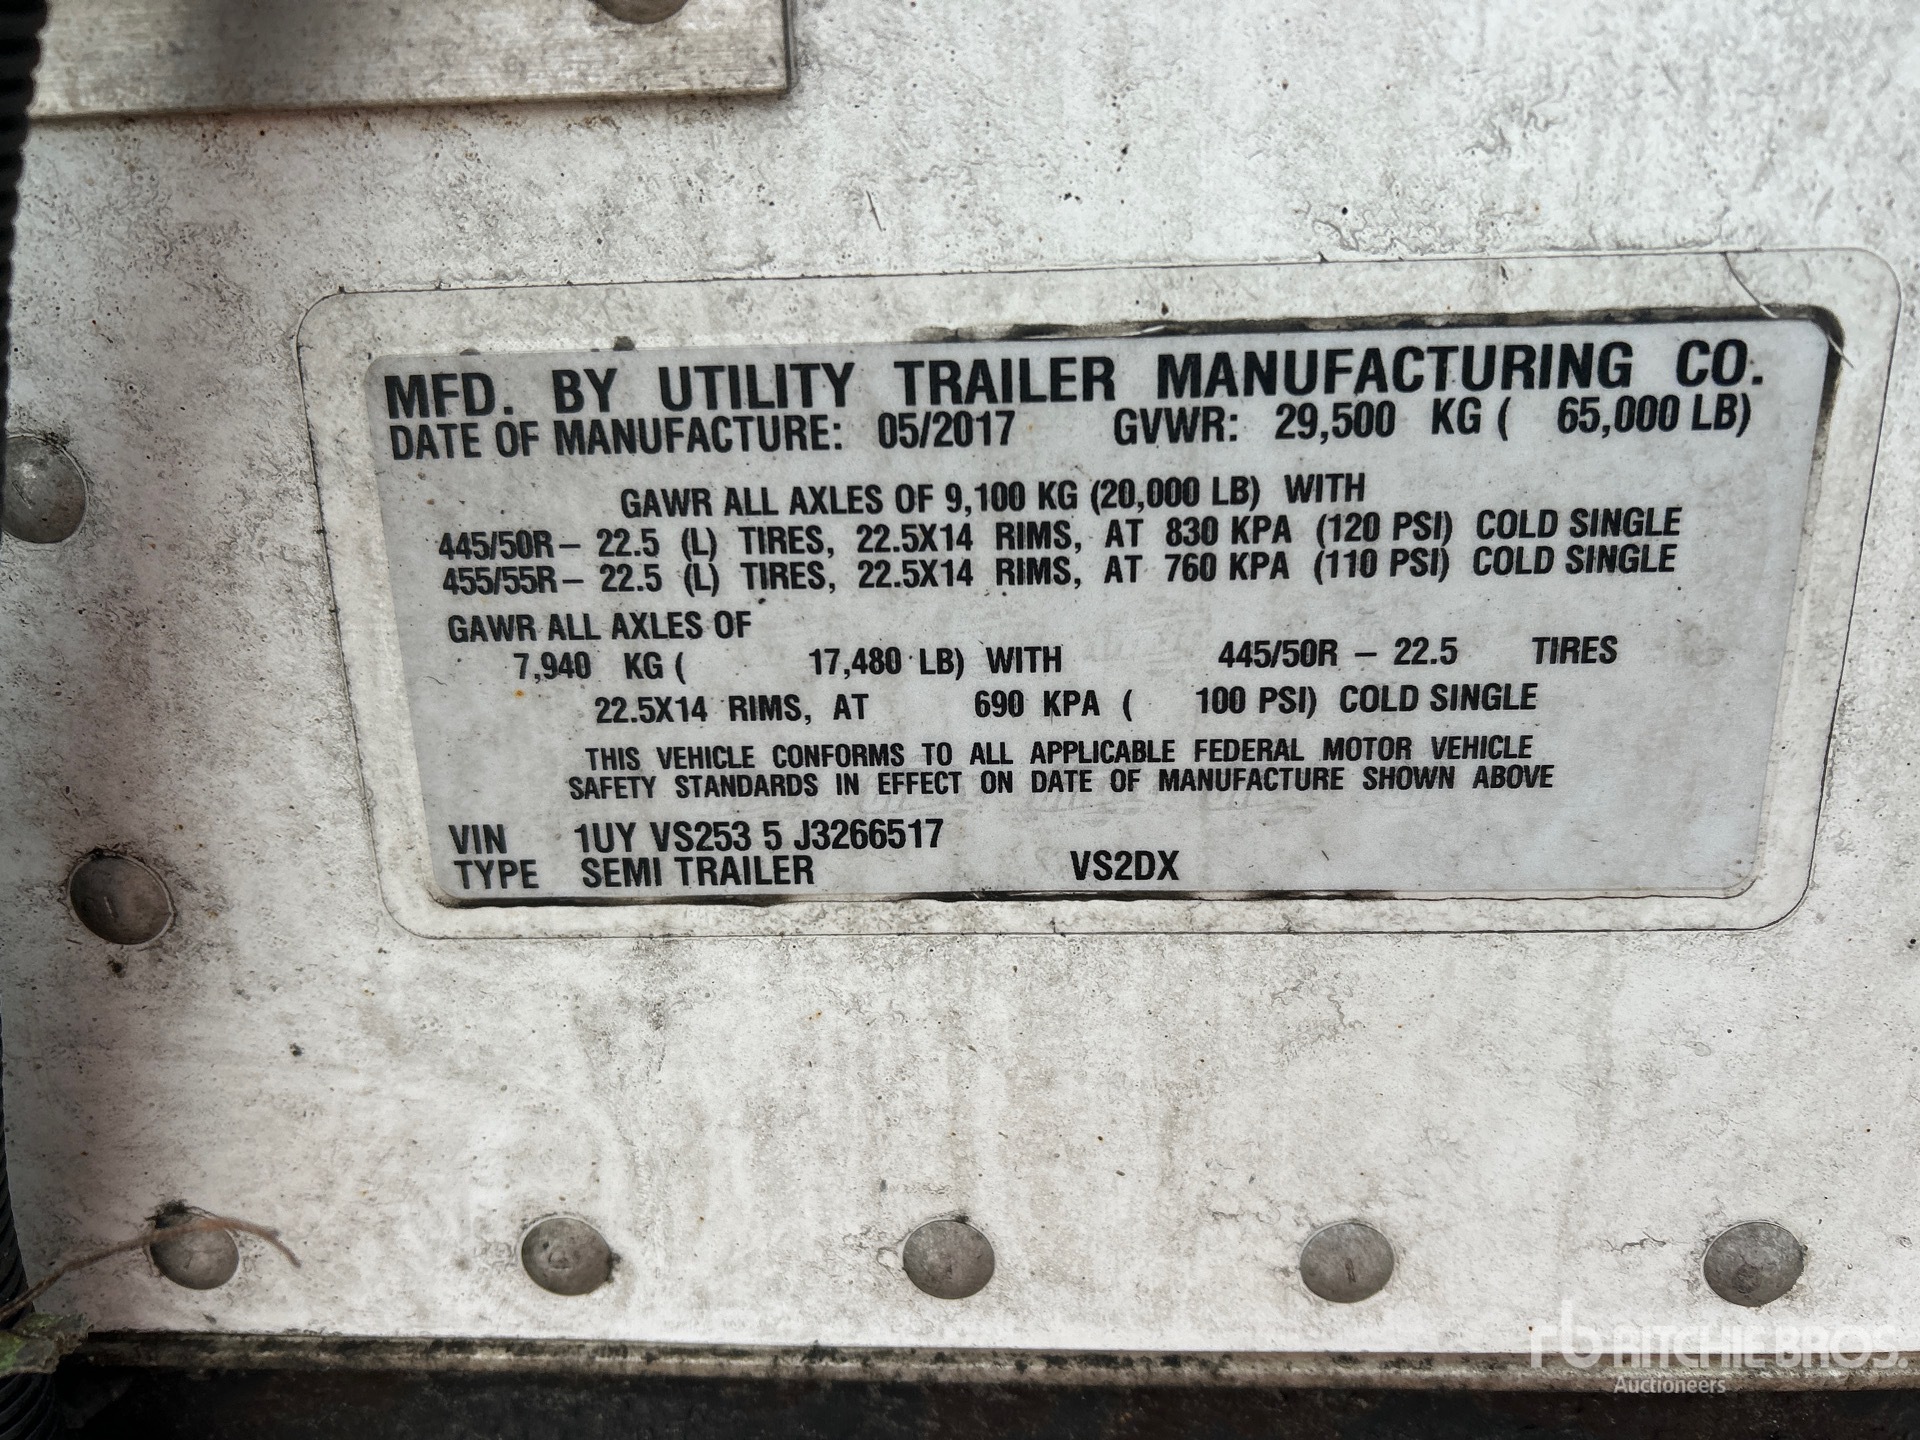 MFD. BY UTILITY TRAILER MANUFACTURING CO.
DATE OF MANUFACTURE: 05/2017 GVWR: 29,500 KG ( 65,000 LB)
GAWR ALL AXLES OF 9,100 KG (20,000 LB) WITH
445/50R – 22.5 (L) TIRES, 22.5X14 RIMS, AT 830 KPA (120 PSI) COLD SINGLE
455/55R – 22.5 (L) TIRES, 22.5X14 RIMS, AT 760 KPA (110 PSI) COLD SINGLE
GAWR ALL AXLES OF
7,940 KG ( 17,480 LB) WITH 445/50R – 22.5 TIRES
22.5X14 RIMS, AT 690 KPA ( 100 PSI) COLD SINGLE
THIS VEHICLE CONFORMS TO ALL APPLICABLE FEDERAL MOTOR VEHICLE
SAFETY STANDARDS IN EFFECT ON DATE OF MANUFACTURE SHOWN ABOVE
VIN 1UY VS253 5 J3266517
TYPE SEMI TRAILER VS2DX
rb RITCHIE BROS.
Auctioneers